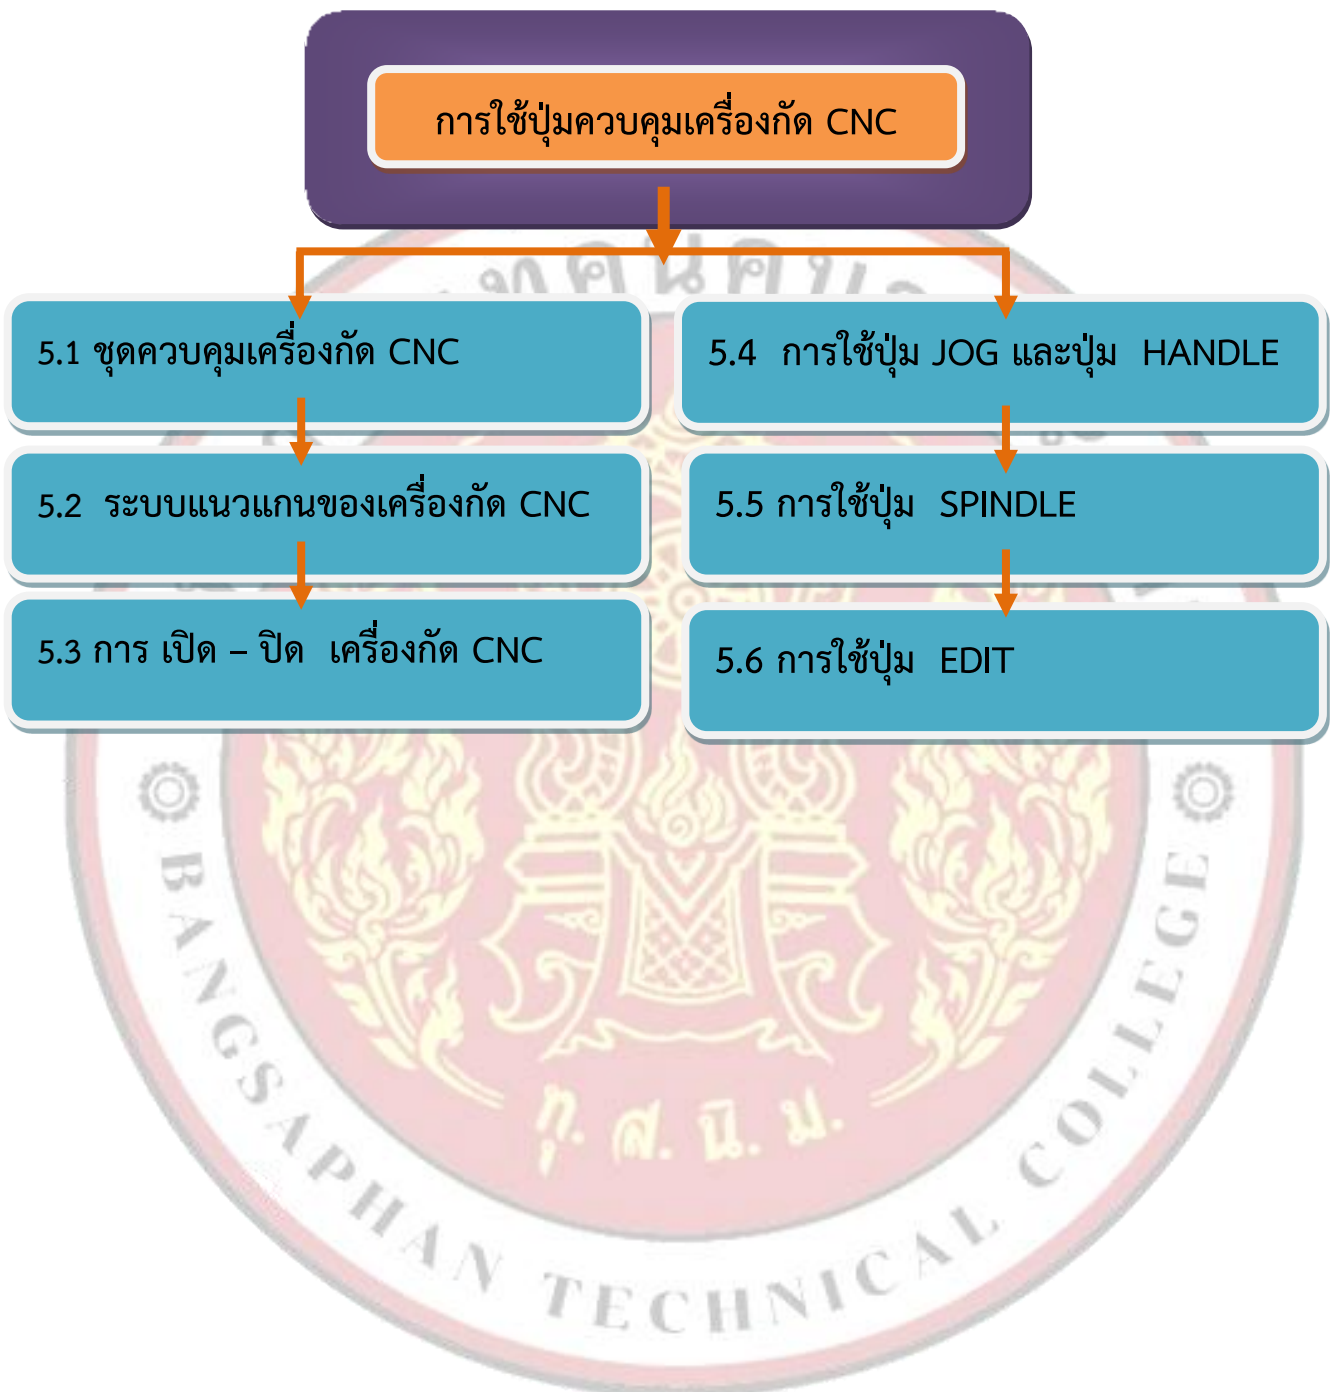 การใช้ปุ่มควบคุมเครื่องกัด CNC
5.1 ชุดควบคุมเครื่องกัด CNC
5.2 ระบบแนวแกนของเครื่องกัด CNC
5.3 การ เปิด – ปิด เครื่องกัด CNC
5.4 การใช้ปุ่ม JOG และปุ่ม HANDLE
5.5 การใช้ปุ่ม SPINDLE
5.6 การใช้ปุ่ม EDIT
ทุ. ส. นิ. ม.
BANGSAPHAN TECHNICAL COLLEGE